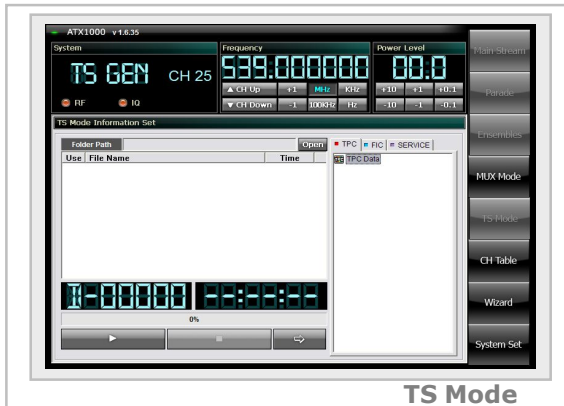 ATX1000 v 1.6.35
System
TS GEN CH 25
RF IQ
Frequency
539.000000
▲ CH Up +1 MHz KHz
▼ CH Down -1 100KHz Hz
Power Level
00.0
+10 +1 +0.1
-10 -1 -0.1
TS Mode Information Set
Folder Path Open
Use File Name Time
0%
TPC FIC SERVICE
TPC Data
Main Stream
Parade
Ensembles
MUX Mode
TS Mode
CH Table
Wizard
System Set
TS Mode